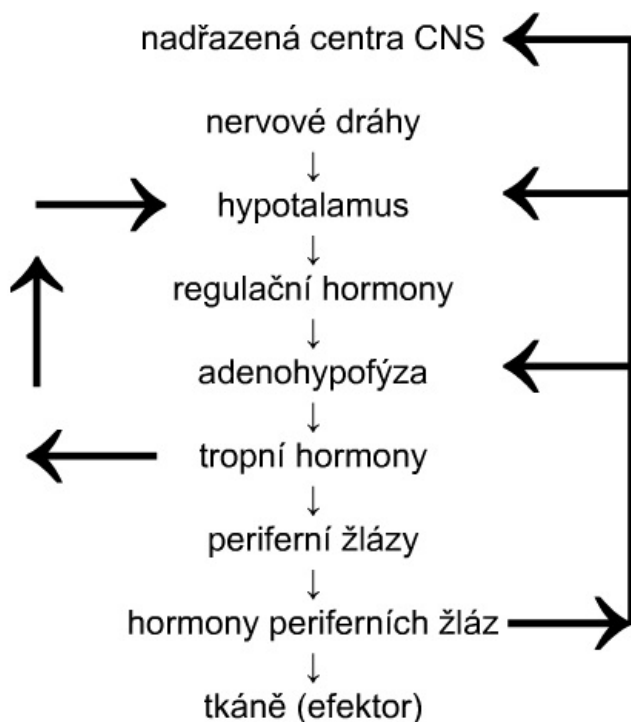 nadřazená centra CNS
nervové dráhy
↓
hypotalamus
↓
regulační hormony
↓
adenohypofýza
↓
tropní hormony
↓
periferní žlázy
↓
hormony periferních žláz
↓
tkáně (efektor)